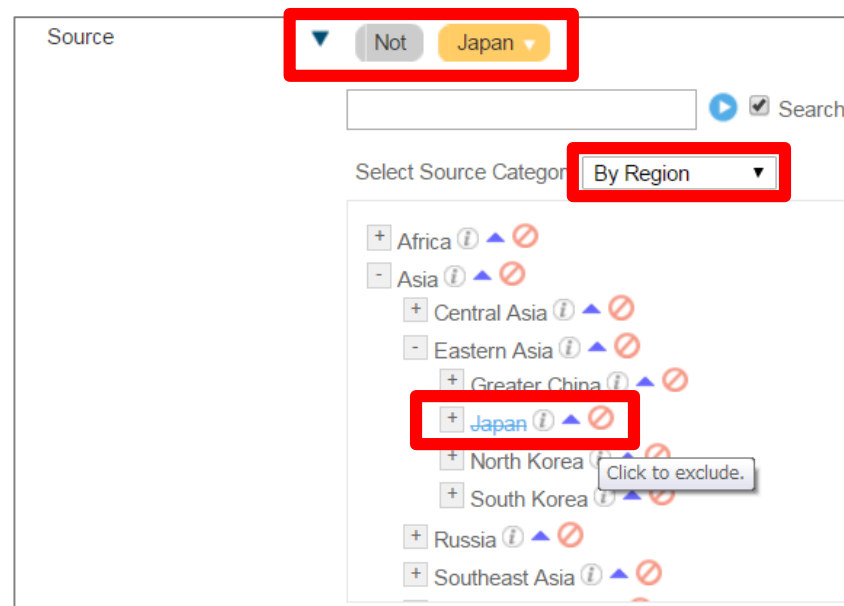 Source Not Japan
Search
Select Source Categor By Region
+ Africa i
- Asia i
+ Central Asia i
- Eastern Asia i
+ Greater China i
+ Japan i
+ North Korea
Click to exclude.
+ South Korea i
+ Russia i
+ Southeast Asia i